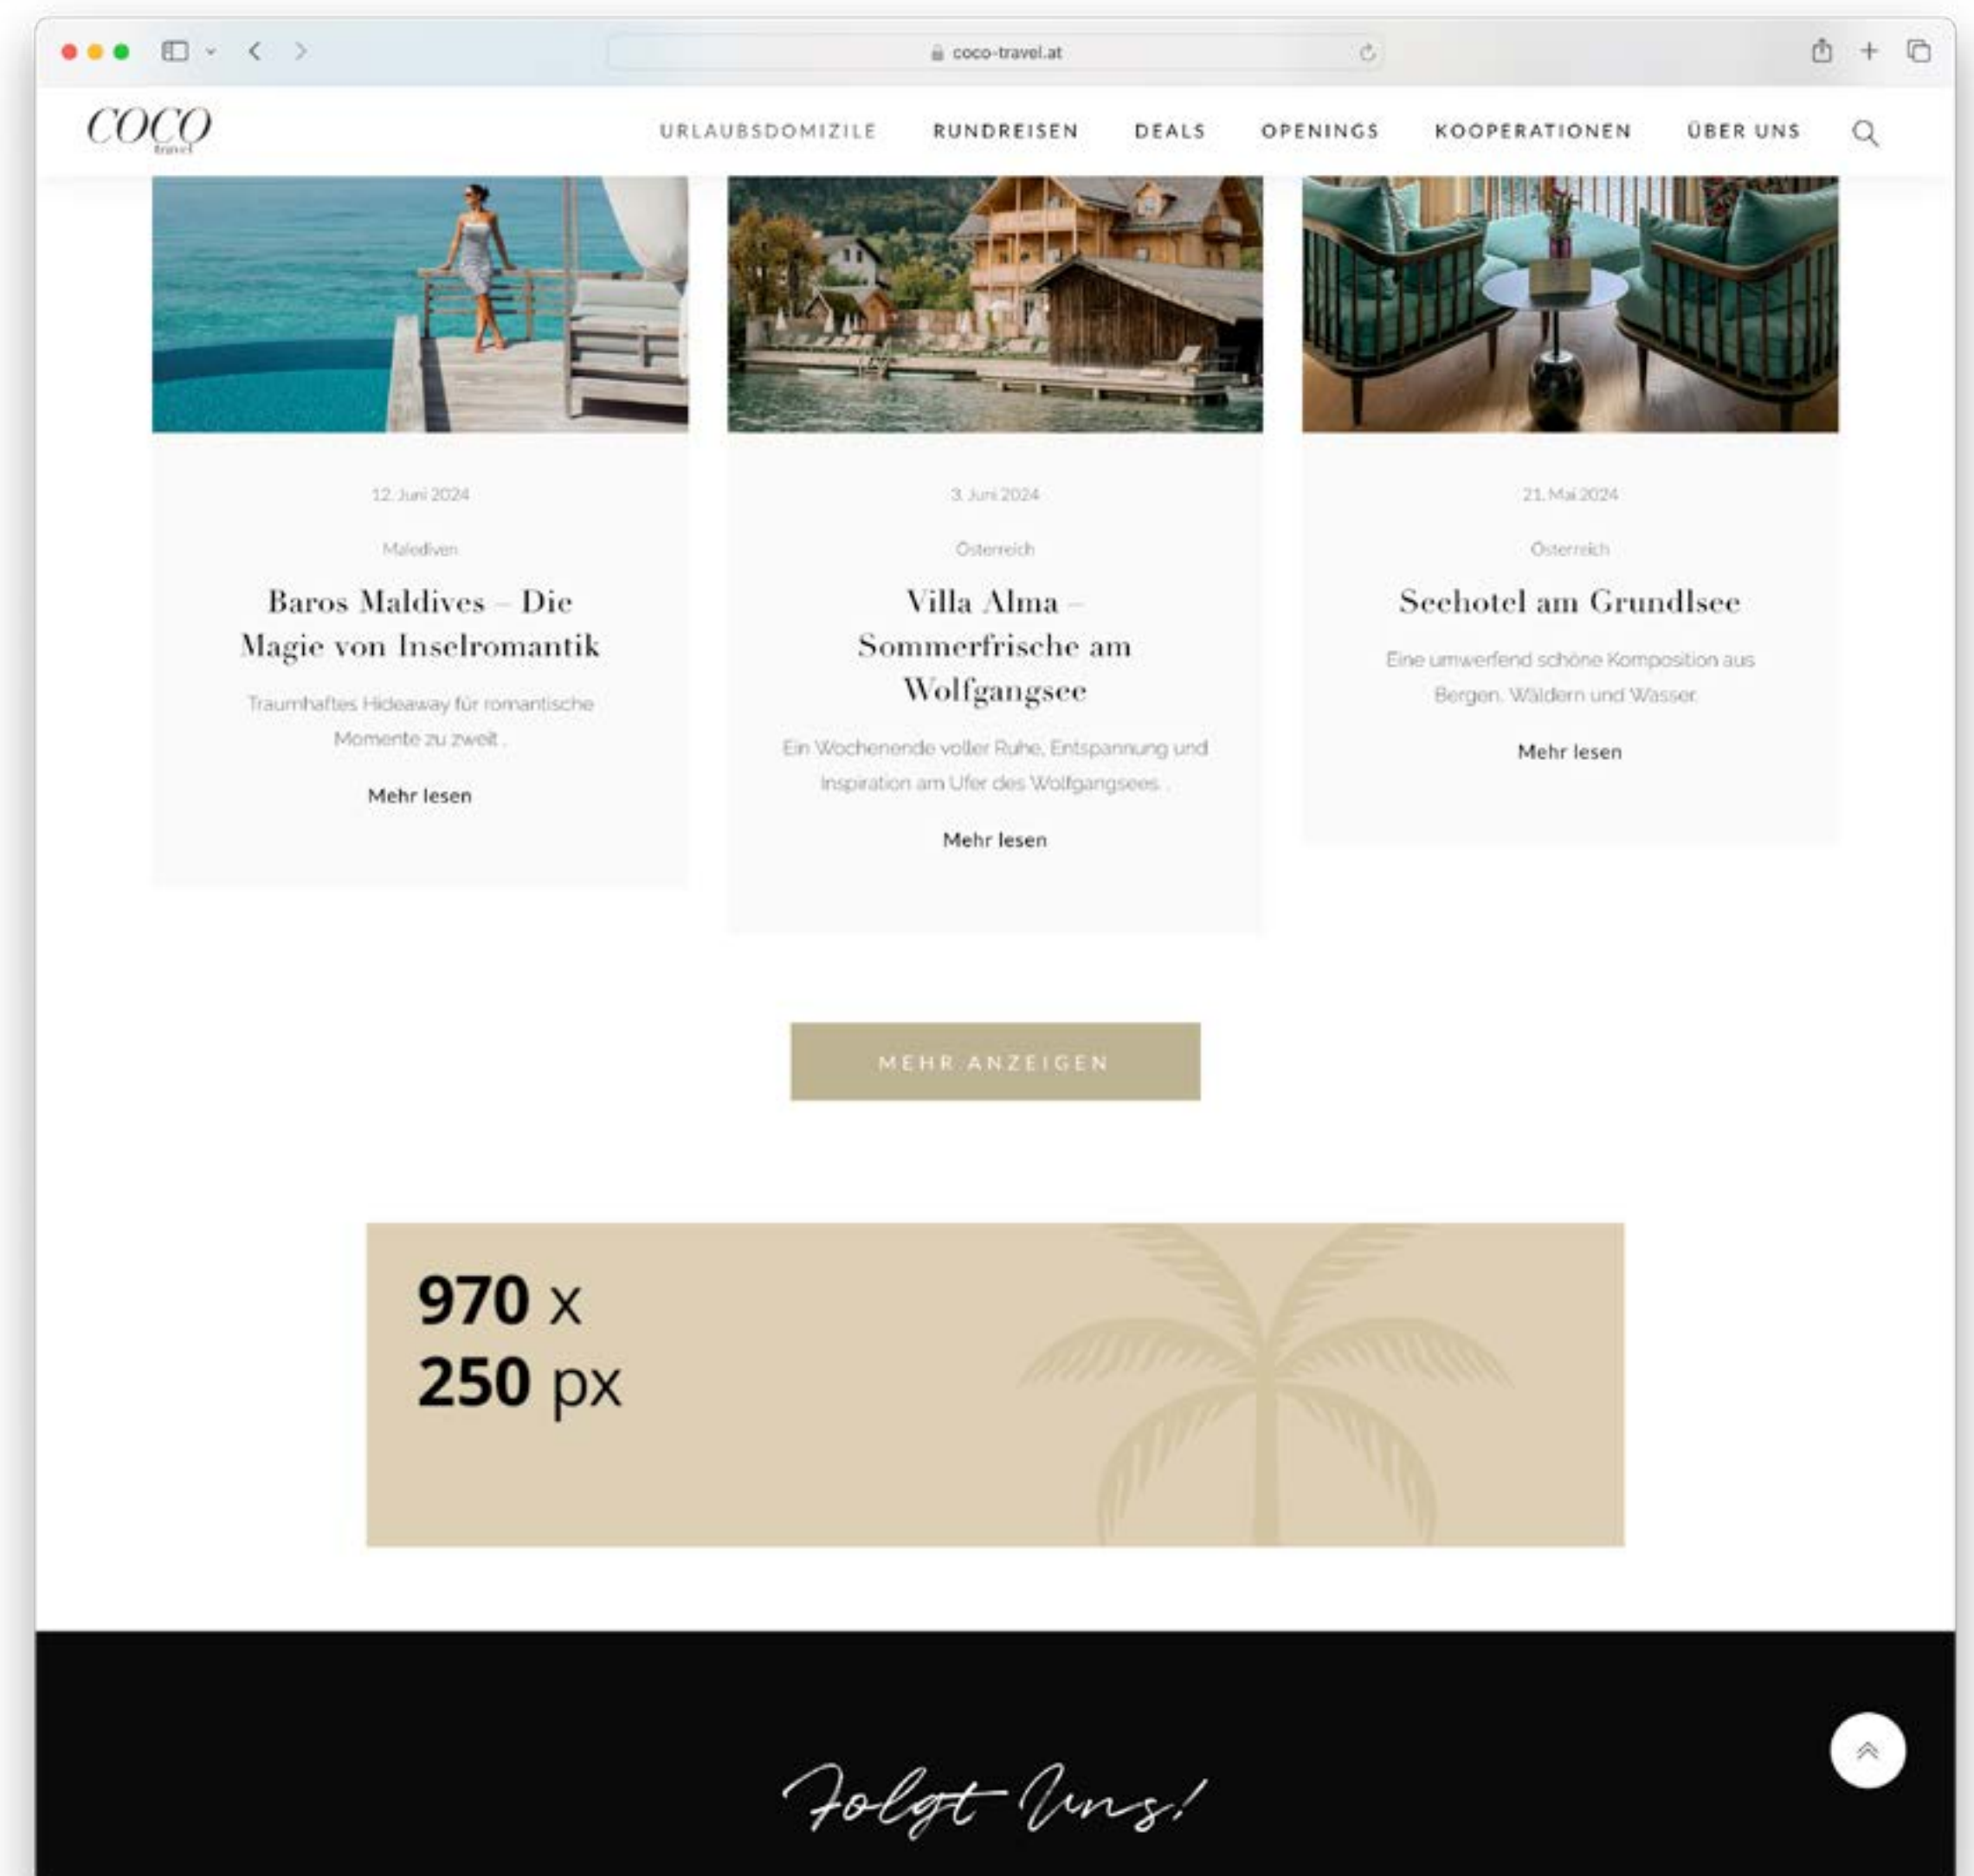 coco-travel.at
COCO
travel
URLAUBSDOMIZILE RUNDREISEN DEALS OPENINGS KOOPERATIONEN ÜBER UNS
12. Juni 2024
Malediven
Baros Maldives – Die
Magie von Inselromantik
Traumhaftes Hideaway für romantische
Momente zu zweit .
Mehr lesen
3. Juni 2024
Österreich
Villa Alma –
Sommerfrische am
Wolfgangsee
Ein Wochenende voller Ruhe, Entspannung und
Inspiration am Ufer des Wolfgangsees .
Mehr lesen
21. Mai 2024
Österreich
Seehotel am Grundlsee
Eine umwerfend schöne Komposition aus
Bergen, Wäldern und Wasser.
Mehr lesen
MEHR ANZEIGEN
970 x
250 px
Folgt Uns!